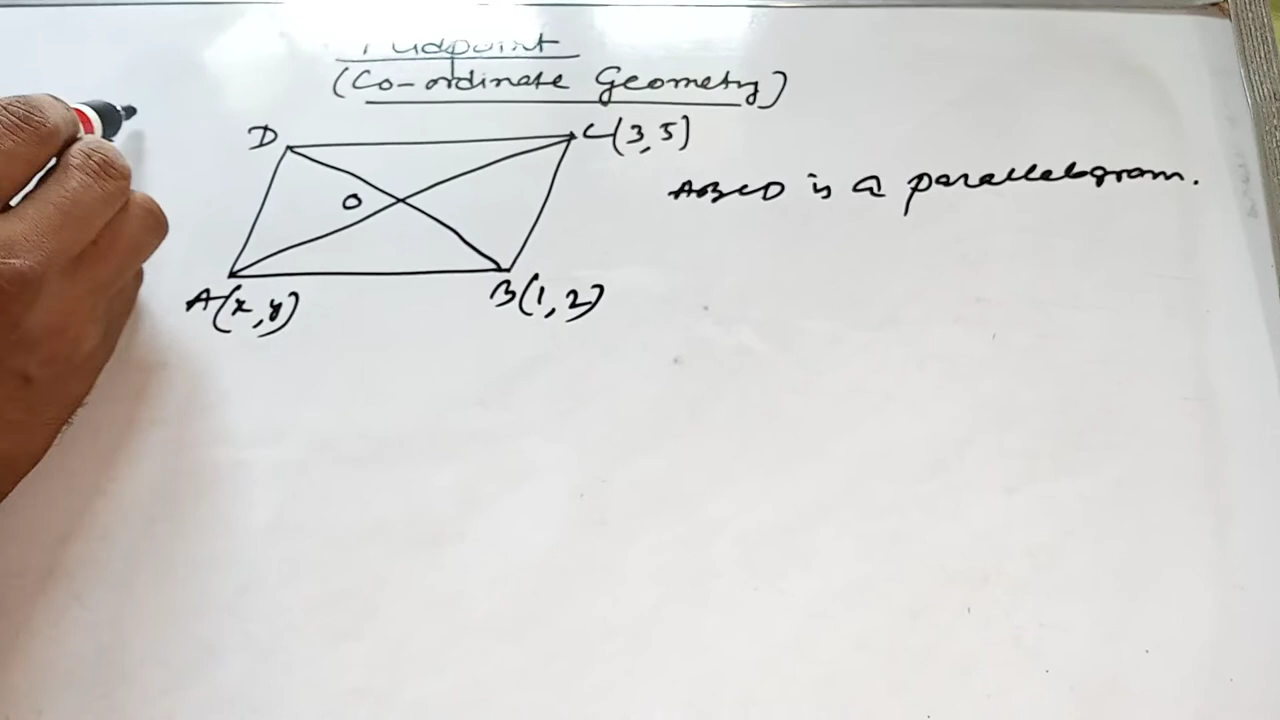 Midpoint
(Co-ordinate Geometry)
D
C(3,5)
ABCD is a parallelogram.
O
A(x,y)
B(1,2)